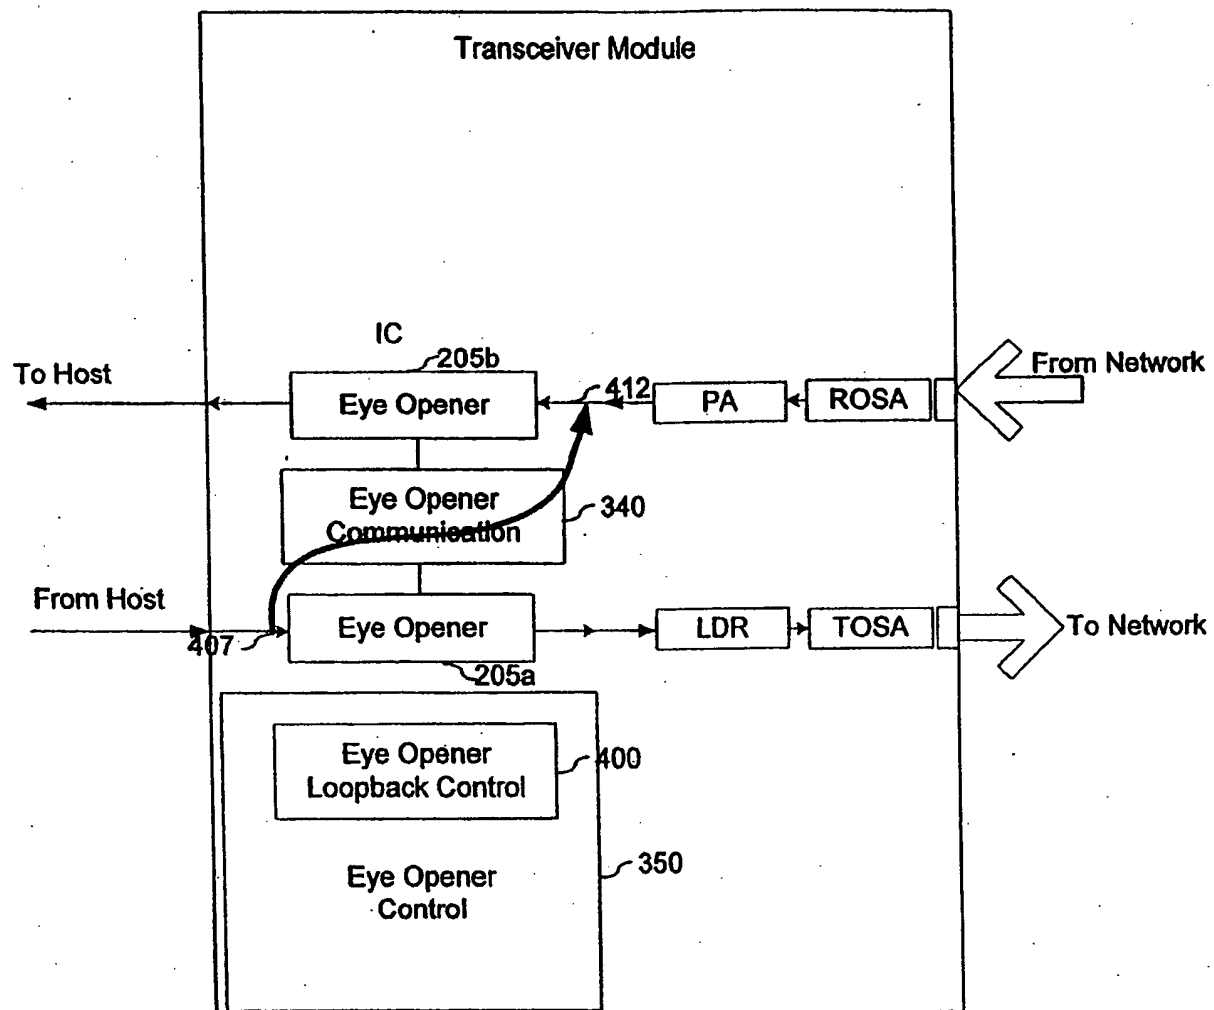 Transceiver Module
IC
205b
To Host
Eye Opener
412
PA
ROSA
From Network
Eye Opener
Communication
340
From Host
407
Eye Opener
205a
LDR
TOSA
To Network
Eye Opener
Loopback Control
400
Eye Opener
Control
350